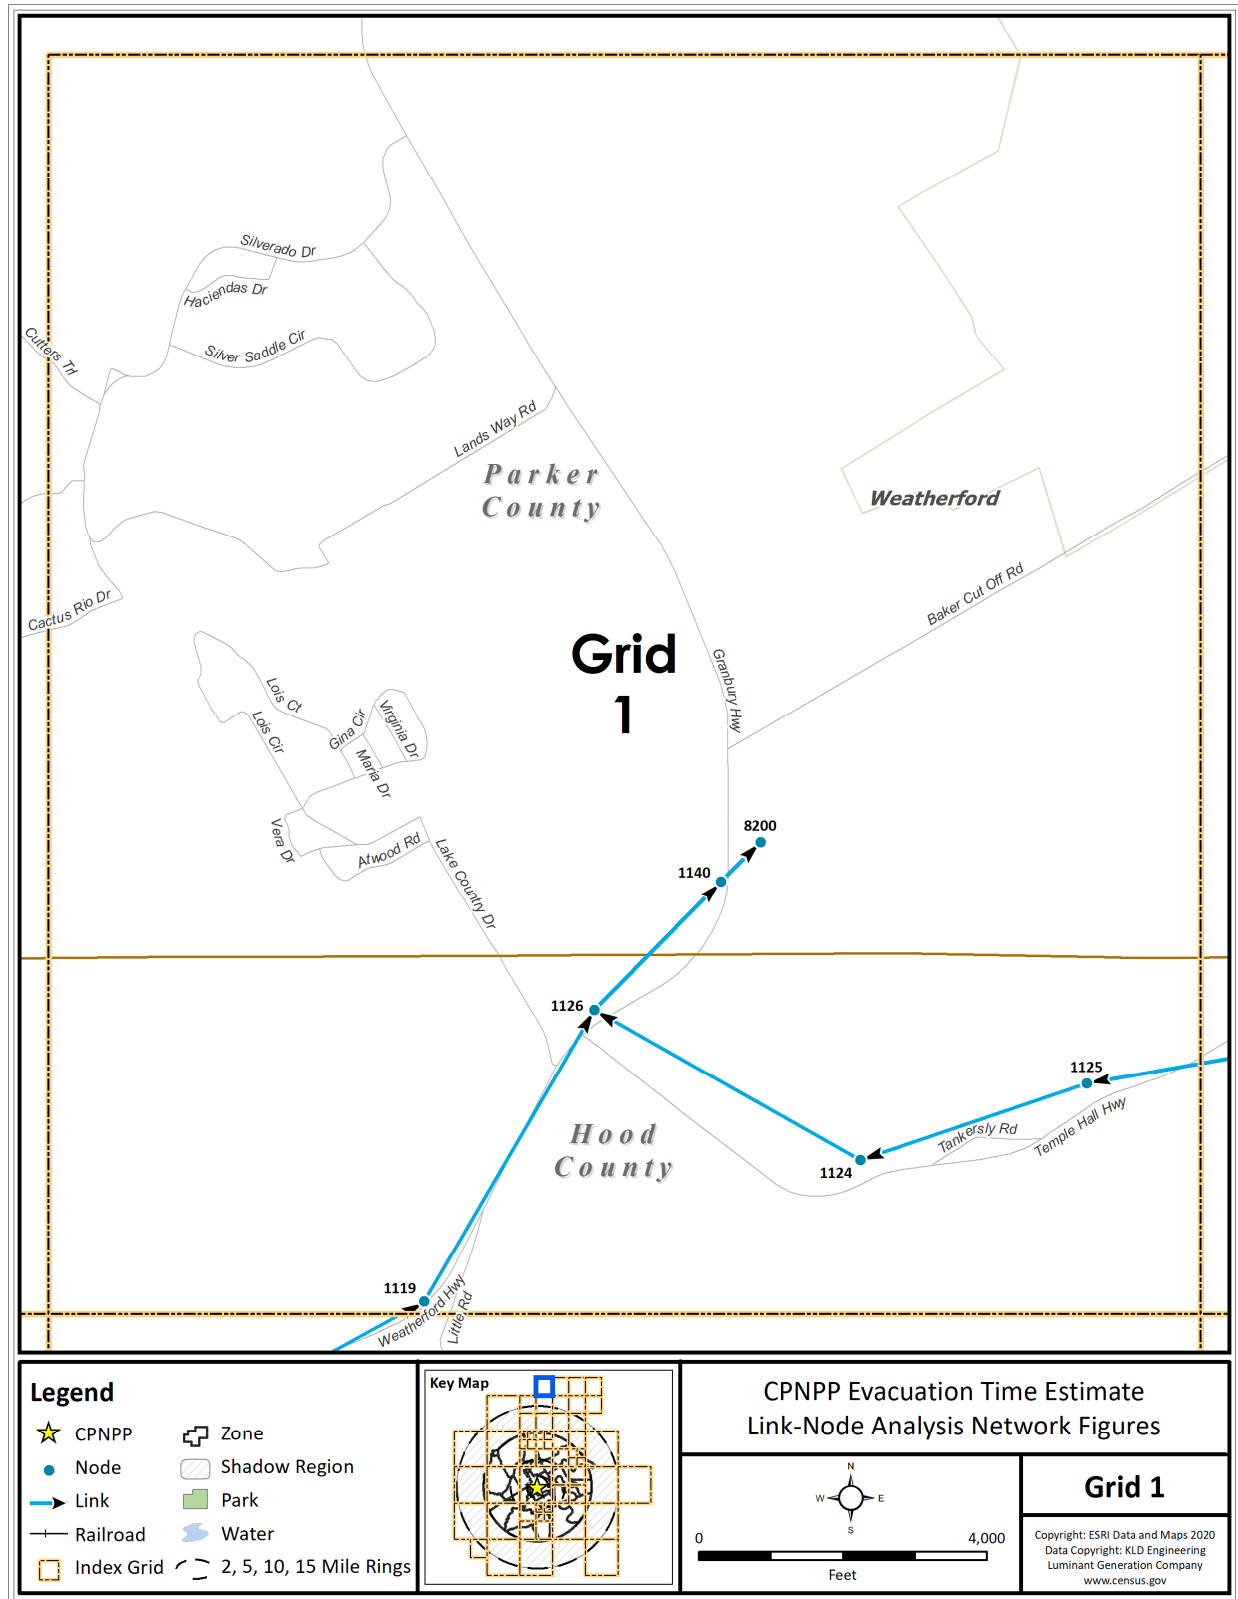 Silverado Dr
Haciendas Dr
Cutters Trl
Silver Saddle Cir
Lands Way Rd
Parker
County
Weatherford
Baker Cut Off Rd
Cactus Rio Dr
Grid
1
Granbury Hwy
Lois Ct
Lois Cir
Gina Cir
Virginia Dr
Maria Dr
Vera Dr
Atwood Rd
Lake Country Dr
8200
1140
1126
1125
Tankersly Rd
Temple Hall Hwy
1124
Hood
County
1119
Weatherford Hwy
Little Rd
Legend
CPNPP
Node
Link
Railroad
Index Grid
Zone
Shadow Region
Park
Water
2, 5, 10, 15 Mile Rings
Key Map
CPNPP Evacuation Time Estimate
Link-Node Analysis Network Figures
N
W E
S
0 4,000
Feet
Grid 1
Copyright: ESRI Data and Maps 2020
Data Copyright: KLD Engineering
Luminant Generation Company
www.census.gov